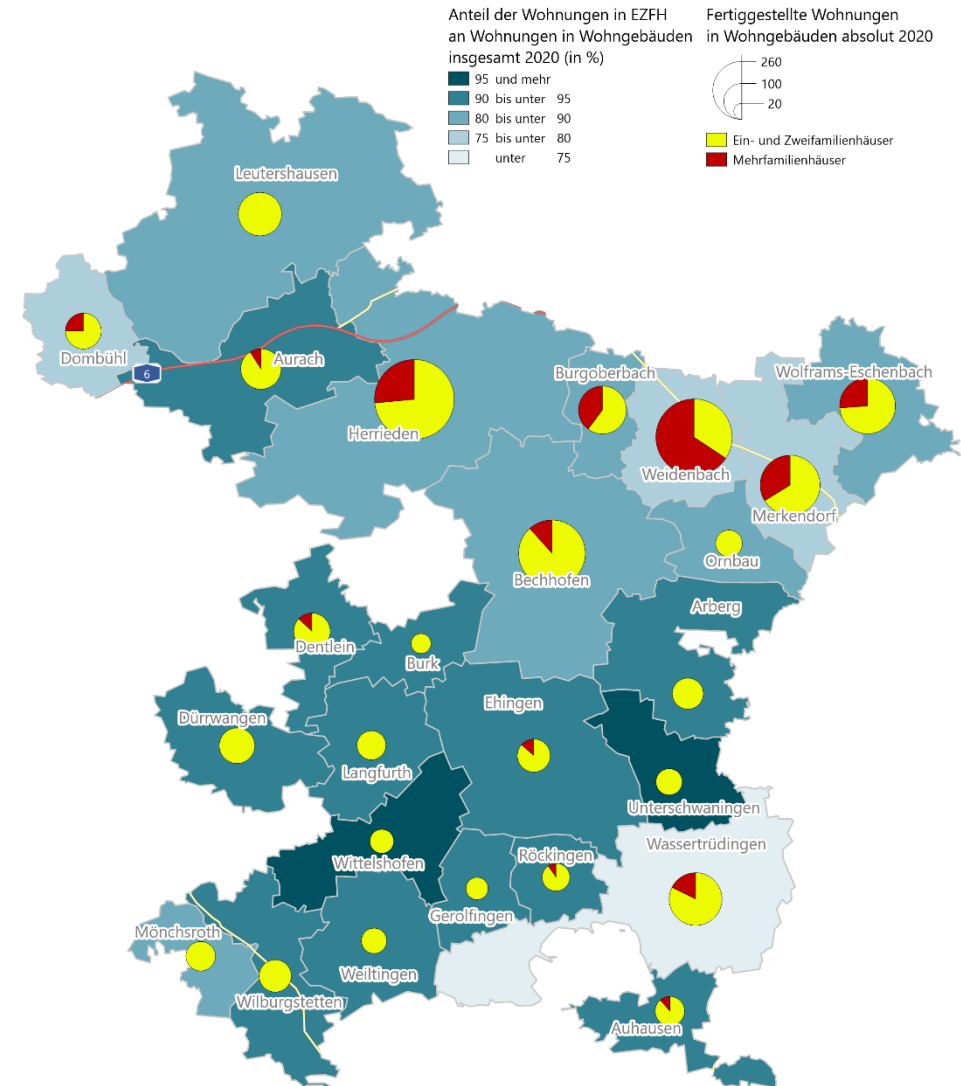 Anteil der Wohnungen in EZFH
an Wohnungen in Wohngebäuden
insgesamt 2020 (in %)
95 und mehr
90 bis unter 95
80 bis unter 90
75 bis unter 80
unter 75
Fertiggestellte Wohnungen
in Wohngebäuden absolut 2020
260
100
20
Ein- und Zweifamilienhäuser
Mehrfamilienhäuser
Leutershausen
Dombühl
6
Aurach
Herrieden
Burgoberbach
Wolframs-Eschenbach
Weidenbach
Merkendorf
Bechhofen
Ornbau
Arberg
Dentlein
Burk
Ehingen
Dürrwangen
Langfurth
Unterschwaningen
Wittelshofen
Röckingen
Wassertrüdingen
Gerolfingen
Mönchsroth
Weiltingen
Wilburgstetten
Auhausen